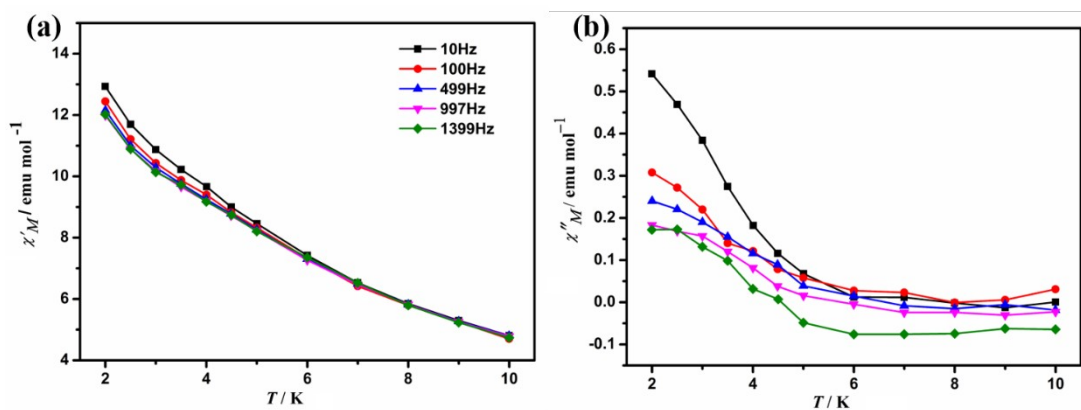 (a)
14
12
10
8
6
4
2
4
6
8
10
χ′M / emu mol⁻¹
T / K
10Hz
100Hz
499Hz
997Hz
1399Hz
(b)
0.6
0.5
0.4
0.3
0.2
0.1
0.0
-0.1
2
4
6
8
10
χ″M / emu mol⁻¹
T / K